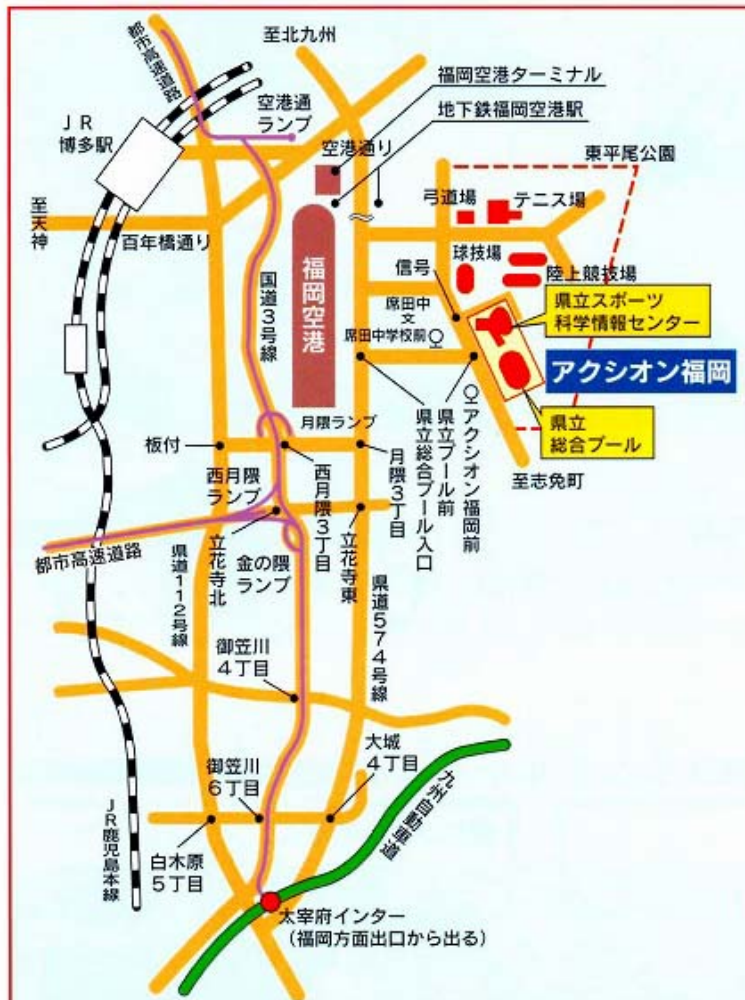 至北九州
都市高速道路
福岡空港ターミナル
空港通
ランプ
地下鉄福岡空港駅
JR
博多駅
空港通り
東平尾公園
弓道場
テニス場
至天神
百年橋通り
国道3号線
福岡空港
信号
球技場
陸上競技場
席田中
文
県立スポーツ
科学情報センター
席田中学校前
アクシオン福岡
県立
総合プール
月隈ランプ
板付
至志免町
西月隈
ランプ
西月隈3丁目
月隈3丁目
県立総合プール入口
県立プール前
アクシオン福岡前
都市高速道路
県道112号線
立花寺北
金の隈
ランプ
立花寺東
県道574号線
御笠川
4丁目
大城
4丁目
御笠川
6丁目
九州自動車道
JR鹿児島本線
白木原
5丁目
太宰府インター
（福岡方面出口から出る）